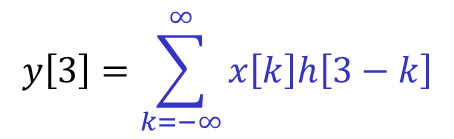 y[3] = ∞∑k=−∞ x[k]h[3 − k]